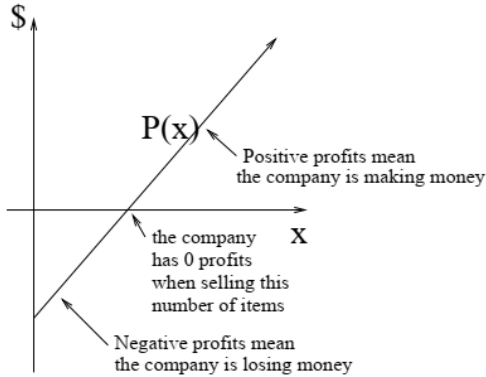 $
P(x)
Positive profits mean
the company is making money
x
the company
has 0 profits
when selling this
number of items
Negative profits mean
the company is losing money